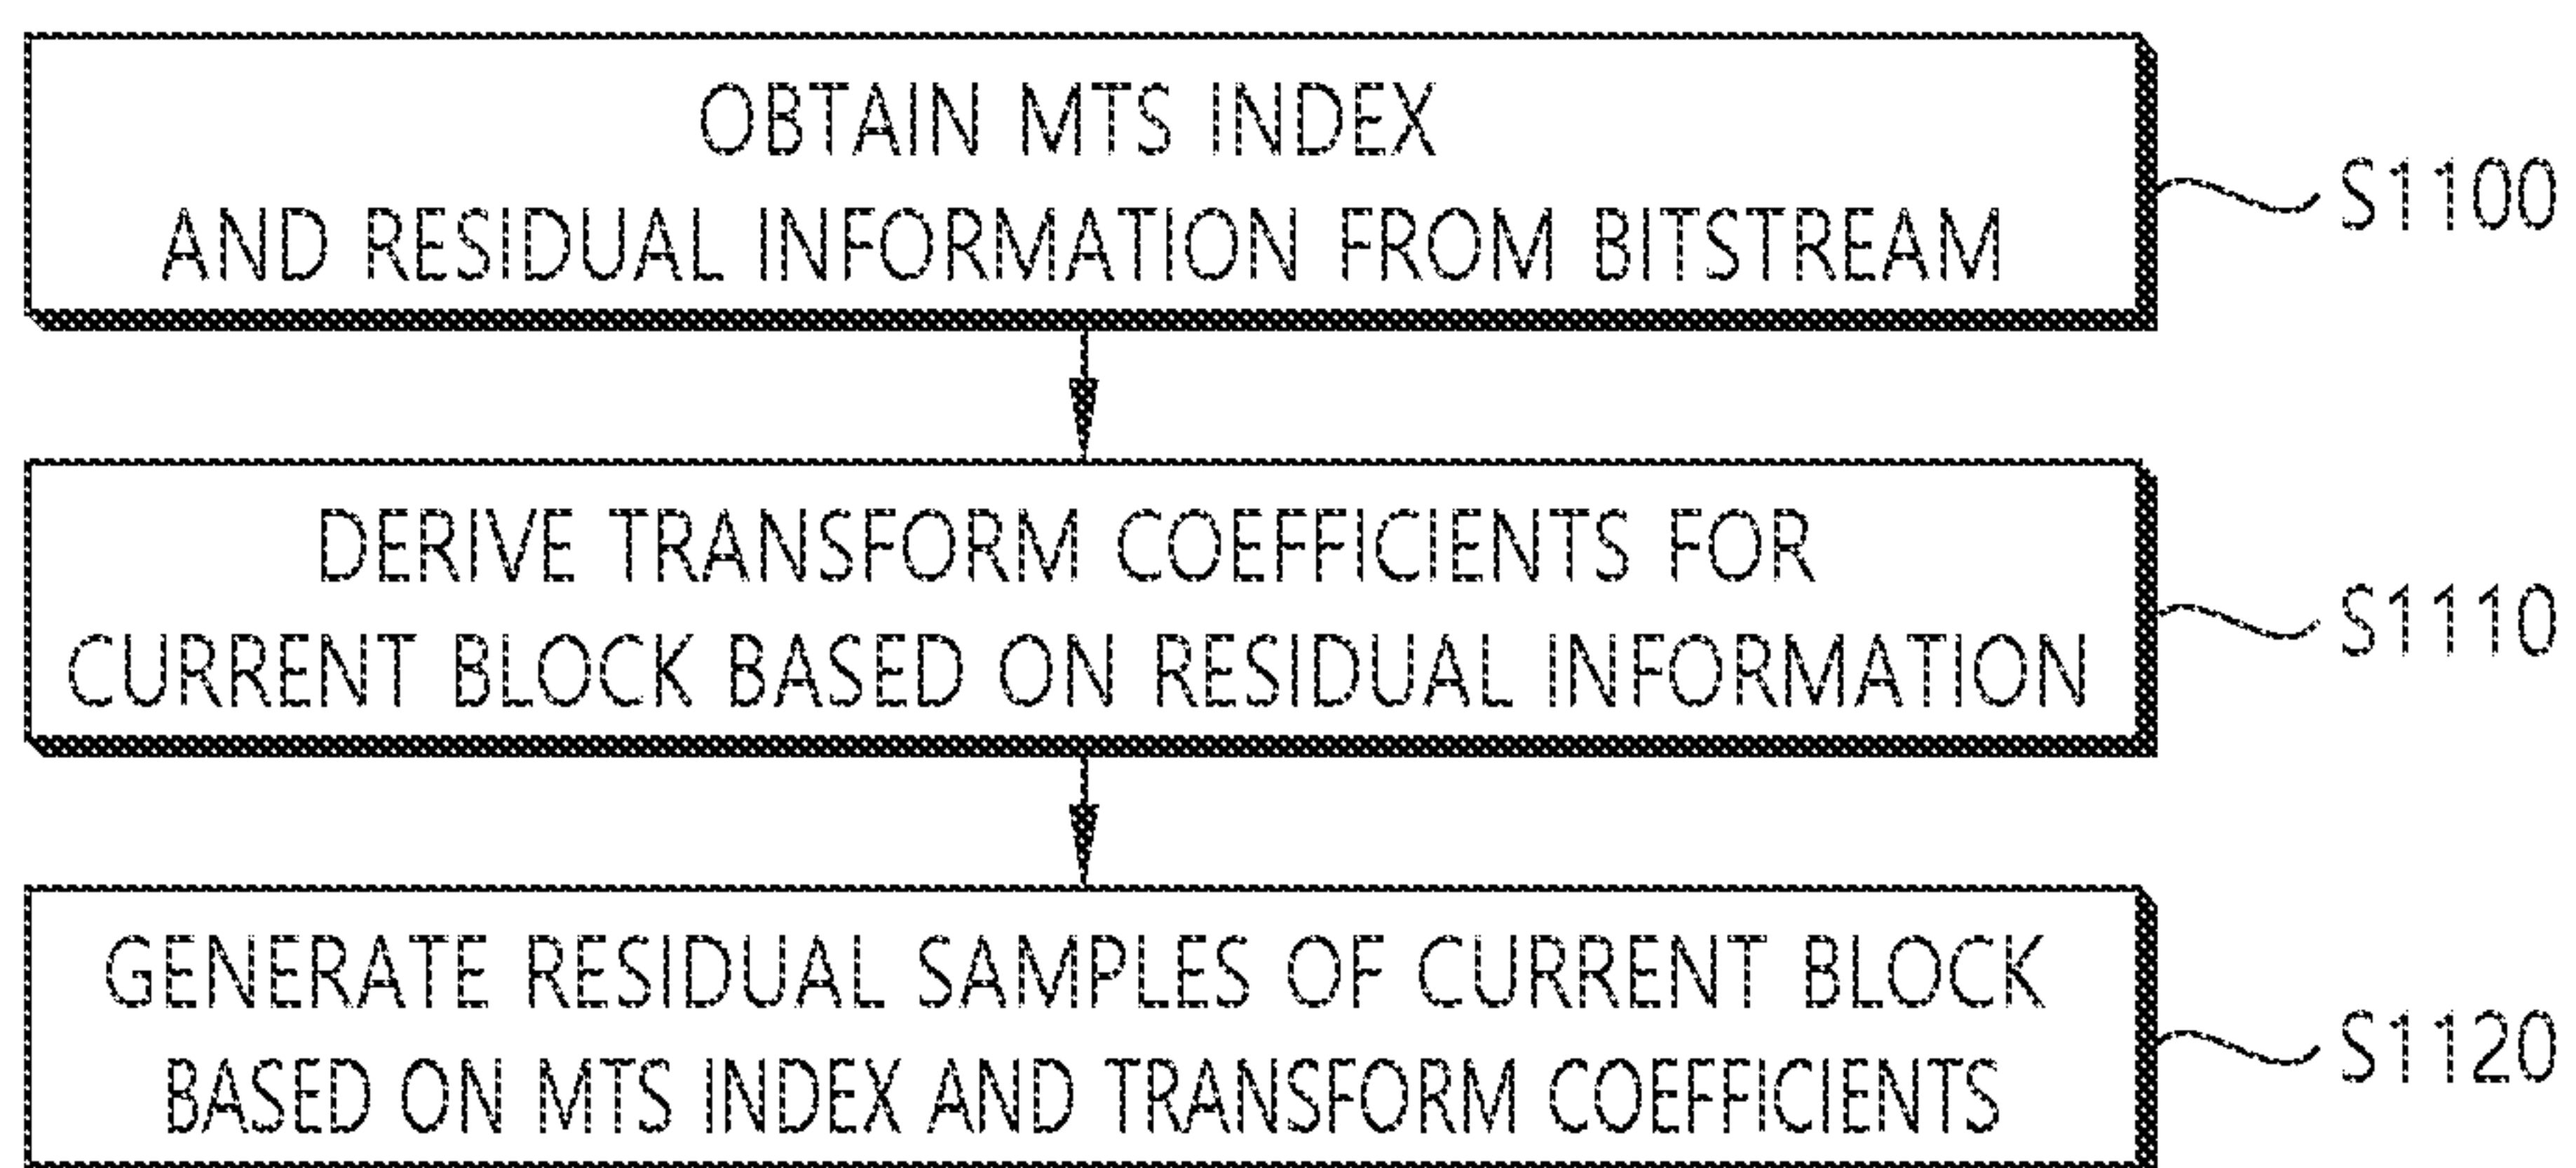 OBTAIN MTS INDEX
AND RESIDUAL INFORMATION FROM BITSTREAM
S1100
DERIVE TRANSFORM COEFFICIENTS FOR
CURRENT BLOCK BASED ON RESIDUAL INFORMATION
S1110
GENERATE RESIDUAL SAMPLES OF CURRENT BLOCK
BASED ON MTS INDEX AND TRANSFORM COEFFICIENTS
S1120